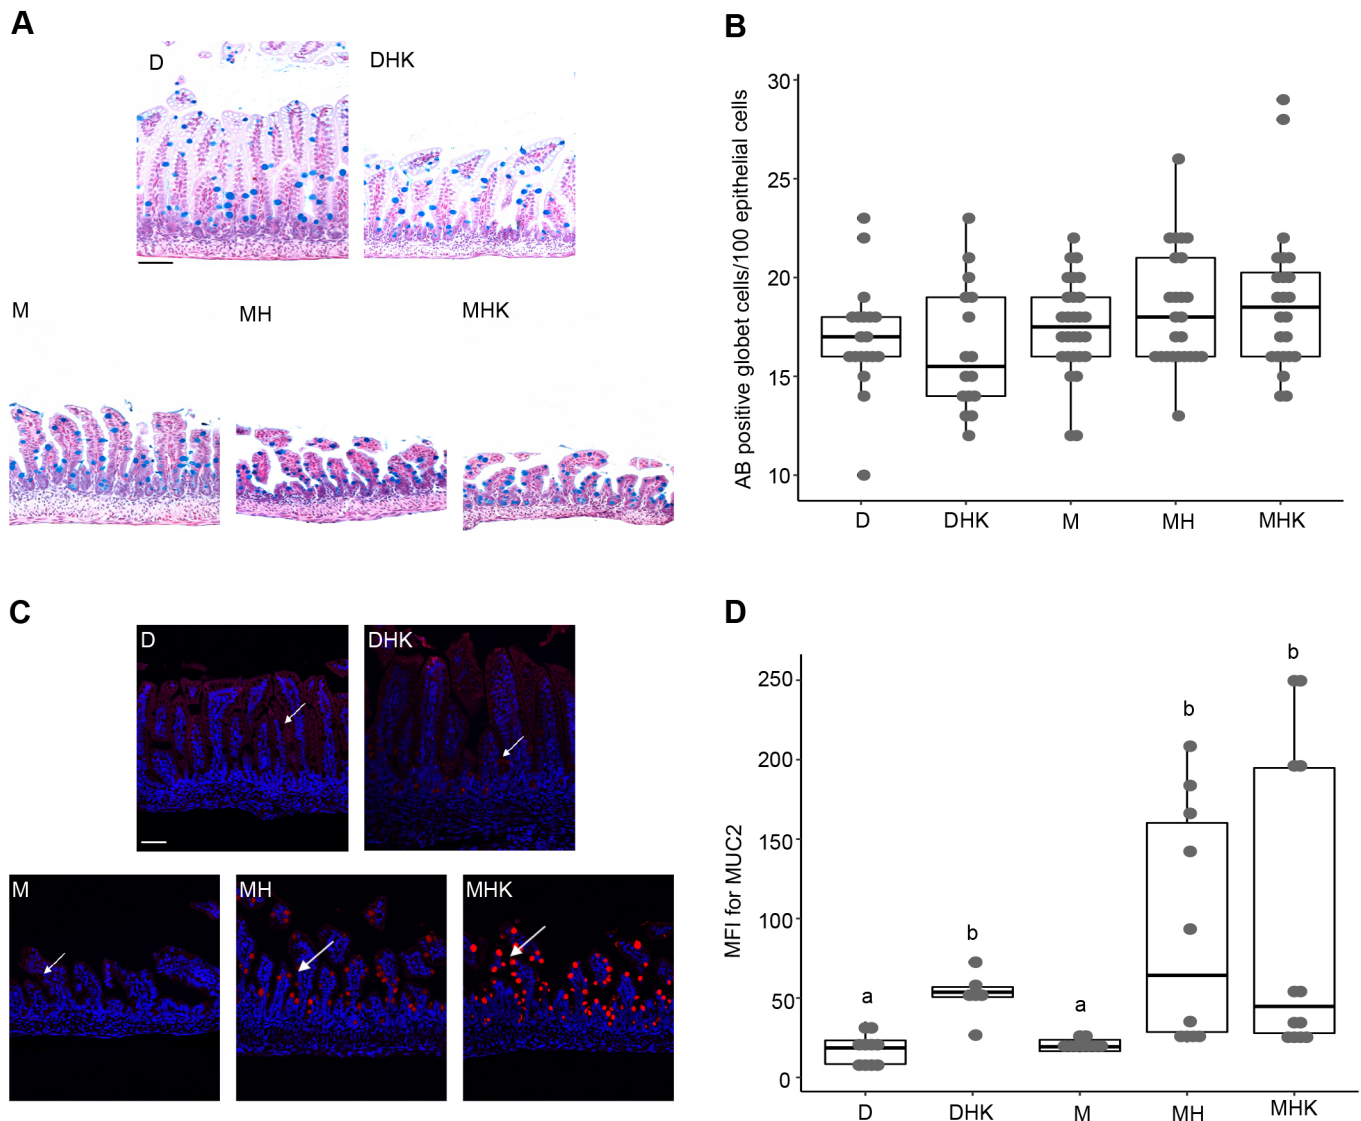 A
D
DHK
M
MH
MHK
B
AB positive globet cells/100 epithelial cells
30
25
20
15
10
D
DHK
M
MH
MHK
C
D
DHK
M
MH
MHK
D
MFI for MUC2
250
200
150
100
50
0
a
b
a
b
b
D
DHK
M
MH
MHK